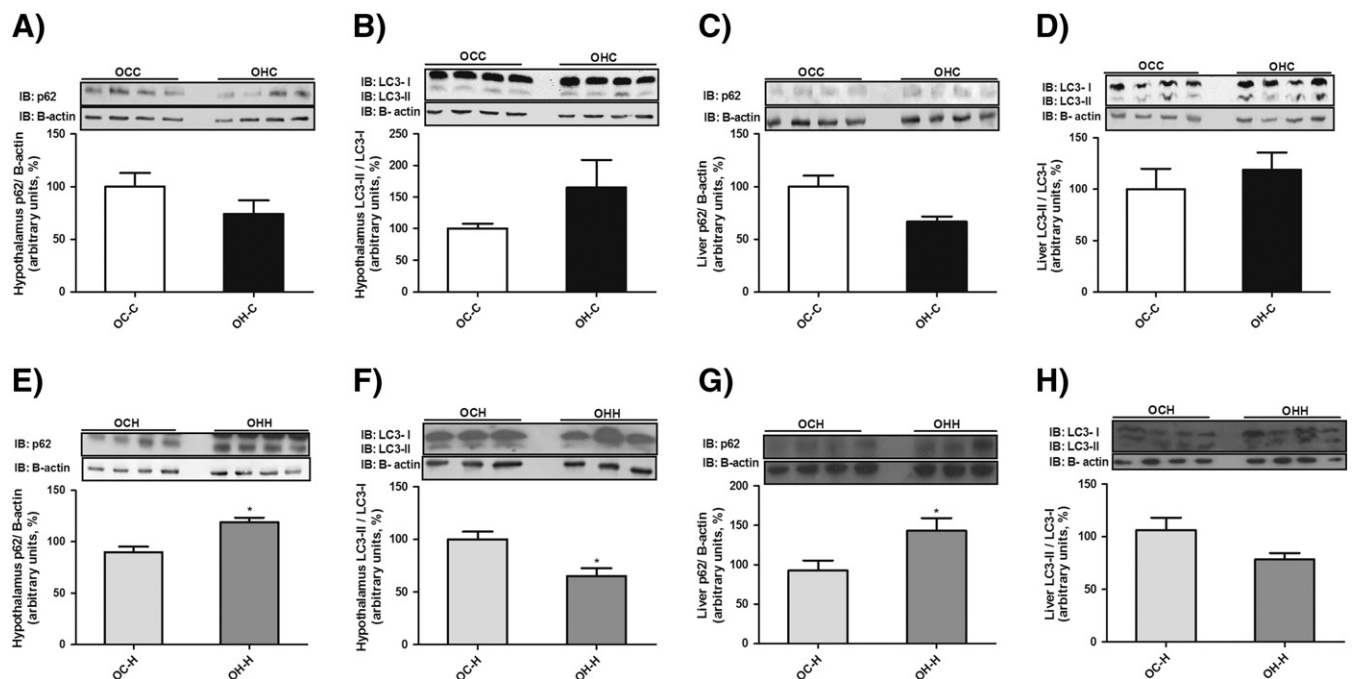 A)
OCC OHC
IB: p62
IB: B-actin
Hypothalamus p62/ B-actin
(arbitrary units, %)
150
100
50
0
OC-C
OH-C
B)
OCC OHC
IB: LC3- I
IB: LC3-II
IB: B- actin
Hypothalamus LC3-II / LC3-I
(arbitrary units, %)
250
200
150
100
50
0
OC-C
OH-C
C)
OCC OHC
IB: p62
IB: B-actin
Liver p62/ B-actin
(arbitrary units, %)
150
100
50
0
OC-C
OH-C
D)
OCC OHC
IB: LC3- I
IB: LC3-II
IB: B- actin
Liver LC3-II / LC3-I
(arbitrary units, %)
150
100
50
0
OC-C
OH-C
E)
OCH OHH
IB: p62
IB: B-actin
Hypothalamus p62/ B-actin
(arbitrary units, %)
150
100
50
0
*
OC-H
OH-H
F)
OCH OHH
IB: LC3- I
IB: LC3-II
IB: B- actin
Hypothalamus LC3-II / LC3-I
(arbitrary units, %)
150
100
50
0
*
OC-H
OH-H
G)
OCH OHH
IB: p62
IB: B-actin
Liver p62/ B-actin
(arbitrary units, %)
200
150
100
50
0
*
OC-H
OH-H
H)
OCH OHH
IB: LC3- I
IB: LC3-II
IB: B- actin
Liver LC3-II / LC3-I
(arbitrary units, %)
150
100
50
0
OC-H
OH-H